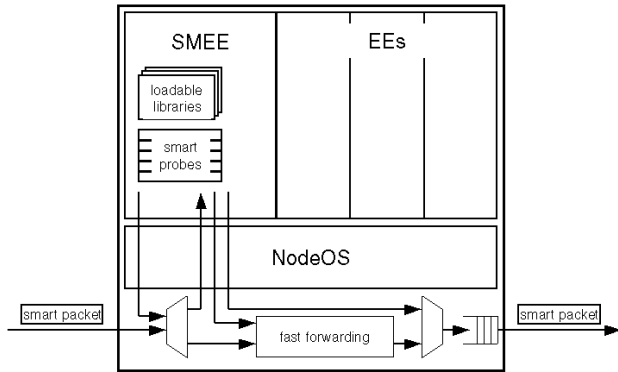 SMEE
EEs
loadable
libraries
smart
probes
NodeOS
smart packet
smart packet
fast forwarding